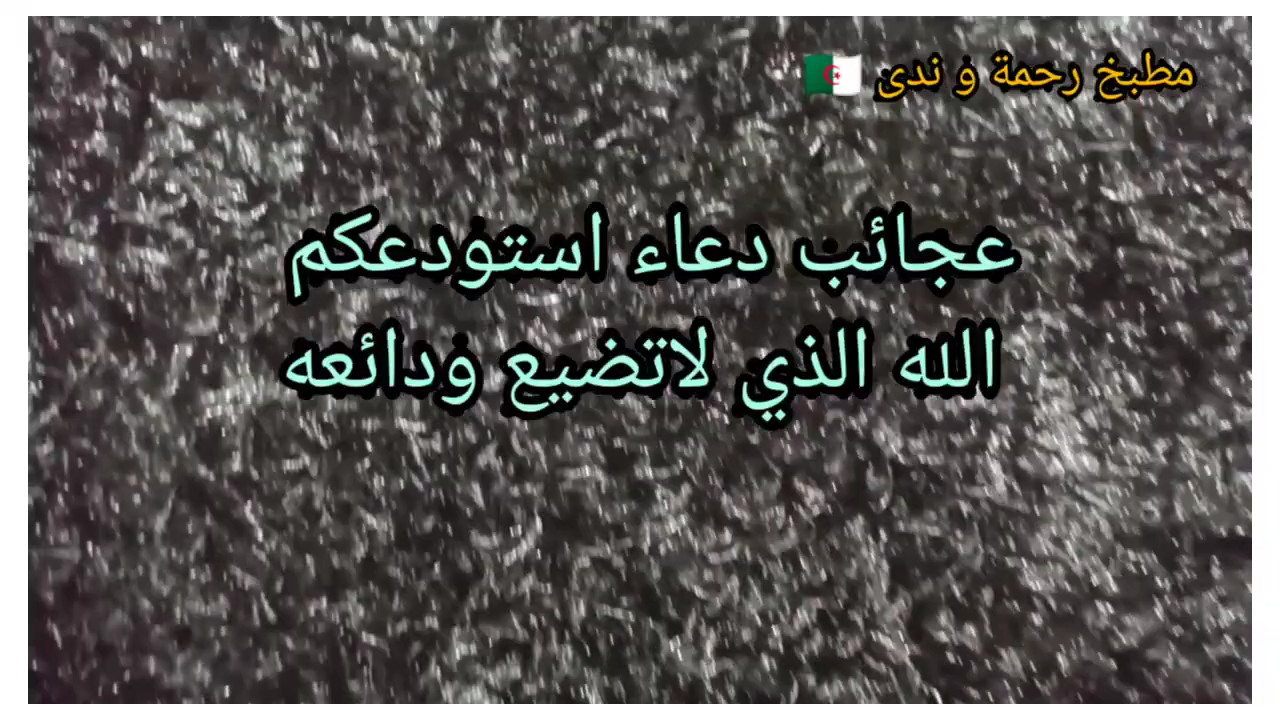 مطبخ رحمة و ندى 🇩🇿
عجائب دعاء استودعكم
الله الذي لاتضيع ودائعه